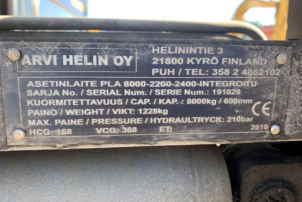 ARVI HELIN OY
HELININTIE 3
21800 KYRÖ FINLAND
PUH / TEL: 358 2 4862102
ASETINLAITE PLA 8000-2200-2400-INTEGROITU
SARJA No. / SERIAL Num. / SERIE Num. : 191029
KUORMITETTAVUUS / CAP. / KAP.: 8000kg / 600mm
PAINO / WEIGHT / VIKT: 1228kg
MAX. PAINE / PRESSURE / HYDRAULTRYCK: 210bar
HCG: 168 VCG: 368 ET: 2019